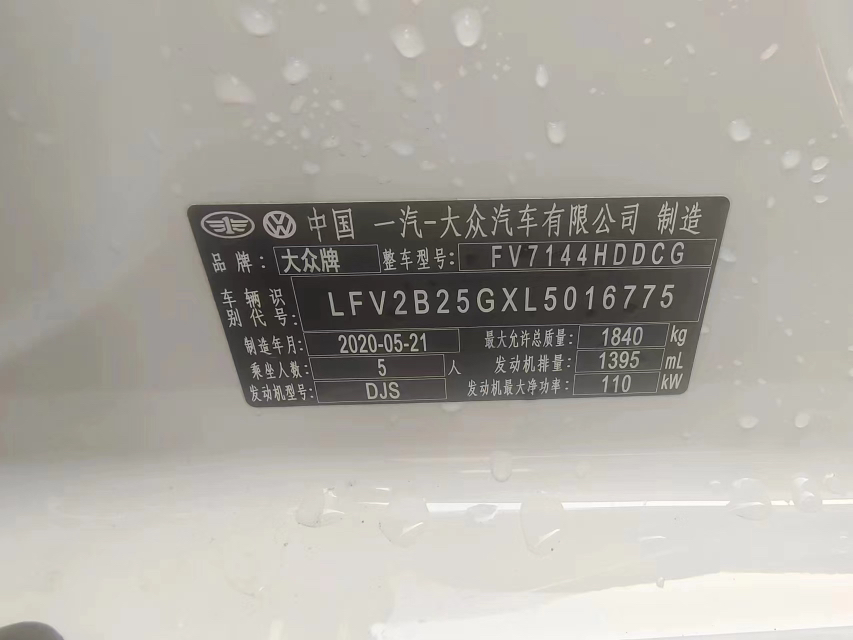 中国 一汽-大众汽车有限公司 制造
品牌: 大众牌 整车型号: FV7144HDDCG
车辆识别代号: LFV2B25GXL5016775
制造年月: 2020-05-21 最大允许总质量: 1840 kg
乘坐人数: 5 人 发动机排量: 1395 mL
发动机型号: DJS 发动机最大净功率: 110 kW